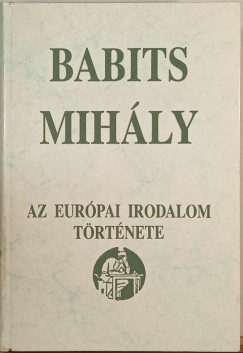 BABITS
MIHÁLY
AZ EURÓPAI IRODALOM
TÖRTÉNETE